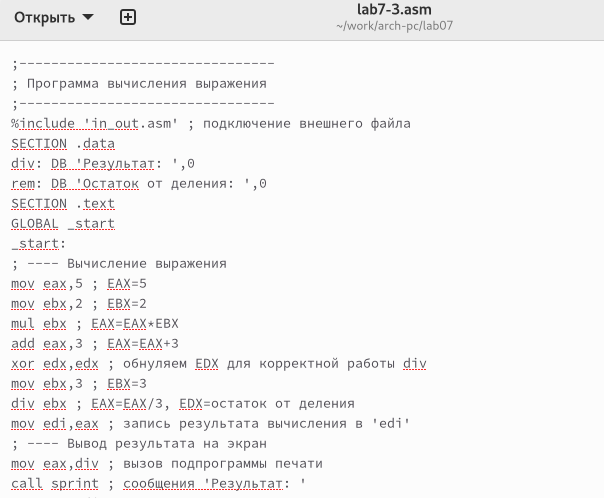 Открыть
lab7-3.asm
~/work/arch-pc/lab07
;--------------------------------
; Программа вычисления выражения
;--------------------------------
%include 'in_out.asm' ; подключение внешнего файла
SECTION .data
div: DB 'Результат: ',0
rem: DB 'Остаток от деления: ',0
SECTION .text
GLOBAL _start
_start:
; ---- Вычисление выражения
mov eax,5 ; EAX=5
mov ebx,2 ; EBX=2
mul ebx ; EAX=EAX*EBX
add eax,3 ; EAX=EAX+3
xor edx,edx ; обнуляем EDX для корректной работы div
mov ebx,3 ; EBX=3
div ebx ; EAX=EAX/3, EDX=остаток от деления
mov edi,eax ; запись результата вычисления в 'edi'
; ---- Вывод результата на экран
mov eax,div ; вызов подпрограммы печати
call sprint ; сообщения 'Результат: '